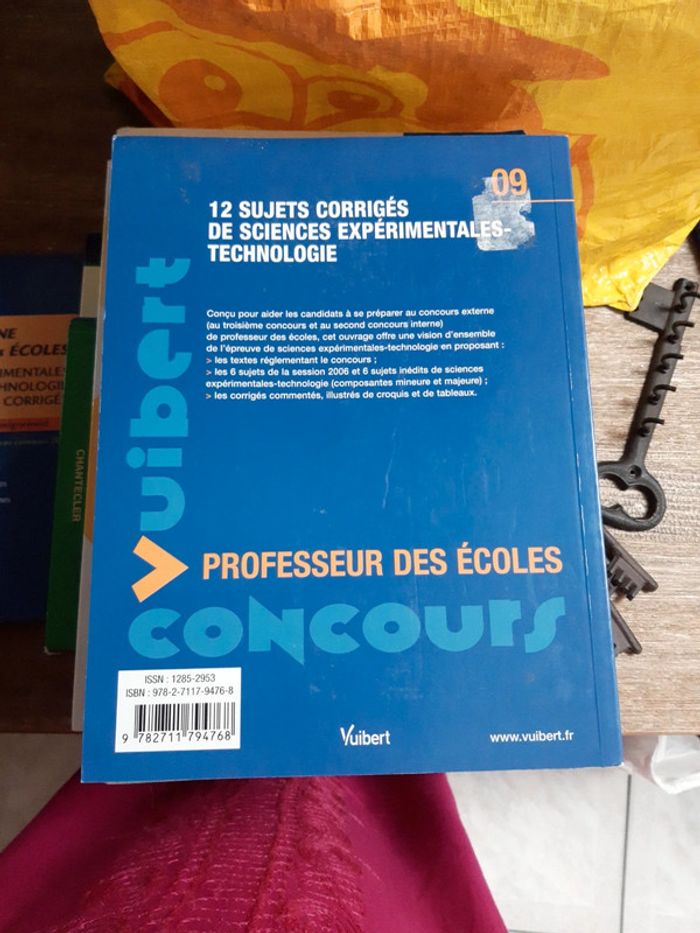 09
12 SUJETS CORRIGÉS
DE SCIENCES EXPÉRIMENTALES-
TECHNOLOGIE
Conçu pour aider les candidats à se préparer au concours externe
(au troisième concours et au second concours interne)
de professeur des écoles, cet ouvrage offre une vision d'ensemble
de l'épreuve de sciences expérimentales-technologie en proposant :
> les textes réglementant le concours ;
> les 6 sujets de la session 2006 et 6 sujets inédits de sciences
expérimentales-technologie (composantes mineure et majeure) ;
> les corrigés commentés, illustrés de croquis et de tableaux.
Vuibert
PROFESSEUR DES ÉCOLES
CONCOURS
ISSN : 1285-2953
ISBN : 978-2-7117-9476-8
9 782711 794768
Vuibert
www.vuibert.fr
CHANTECLER
ÉCOLES
CORRIGÉS